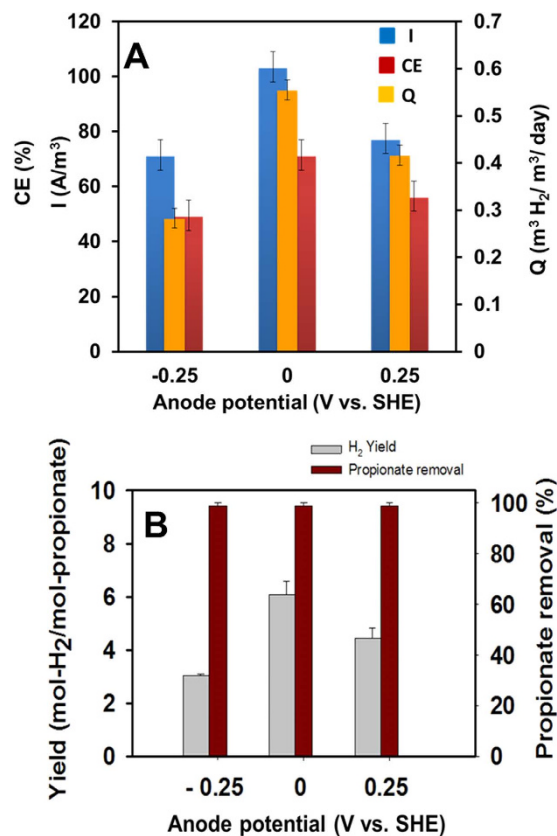 A
I
CE
Q
120
100
80
60
40
20
0
CE (%)
I (A/m³)
0.7
0.6
0.5
0.4
0.3
0.2
0.1
0
Q (m³ H₂/ m³/ day)
-0.25 0 0.25
Anode potential (V vs. SHE)
H₂ Yield
Propionate removal
B
10
8
6
4
2
0
Yield (mol-H₂/mol-propionate)
100
80
60
40
20
0
Propionate removal (%)
- 0.25 0 0.25
Anode potential (V vs. SHE)